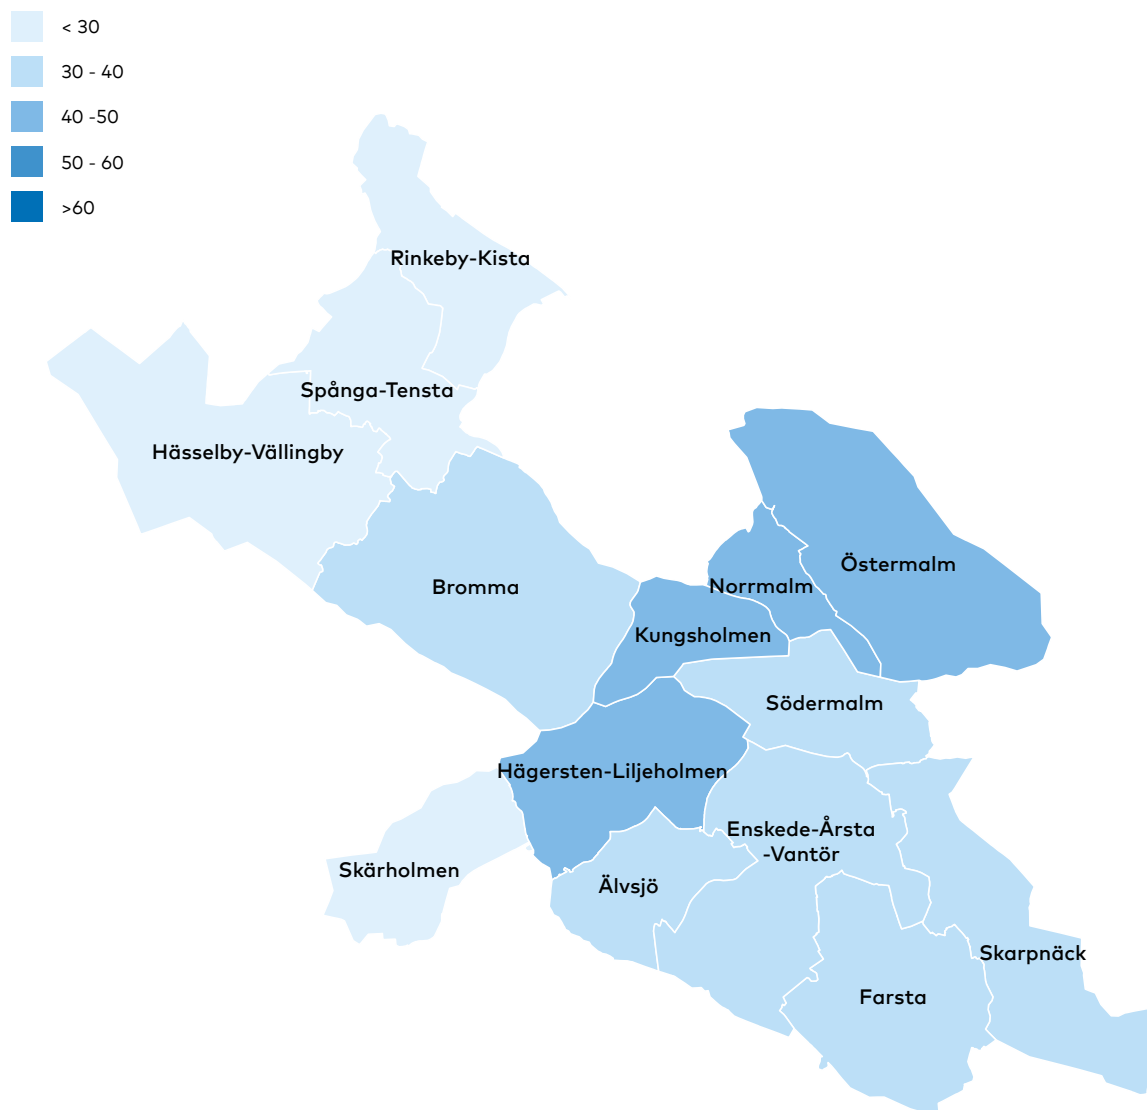 < 30
30 - 40
40 -50
50 - 60
>60
Rinkeby-Kista
Spånga-Tensta
Hässelby-Vällingby
Östermalm
Bromma
Norrmalm
Kungsholmen
Södermalm
Hägersten-Liljeholmen
Enskede-Årsta
-Vantör
Skärholmen
Älvsjö
Skarpnäck
Farsta